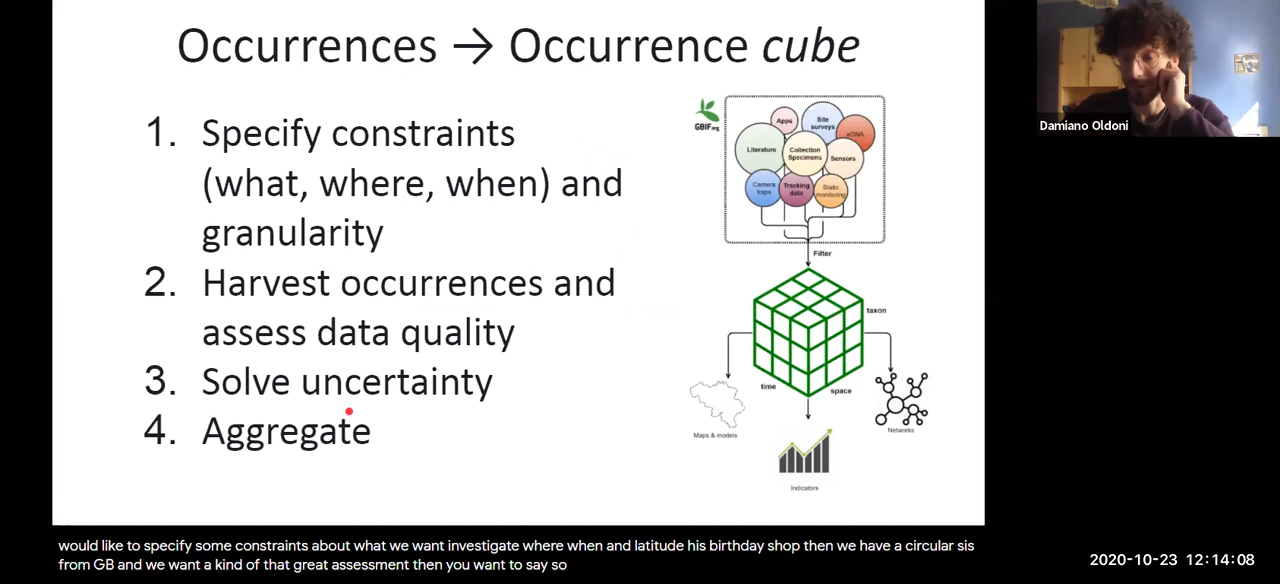 Occurrences → Occurrence cube
1. Specify constraints
(what, where, when) and
granularity
2. Harvest occurrences and
assess data quality
3. Solve uncertainty
4. Aggregate
GBIF.org
Apps
Site
surveys
eDNA
Literature
Collection
Specimens
Sensors
Camera
traps
Tracking
data
Static
monitoring
Filter
taxon
time
space
Maps & models
Networks
Indicators
Damiano Oldoni
would like to specify some constraints about what we want investigate where when and latitude his birthday shop then we have a circular sis
from GB and we want a kind of that great assessment then you want to say so
2020-10-23 12:14:08